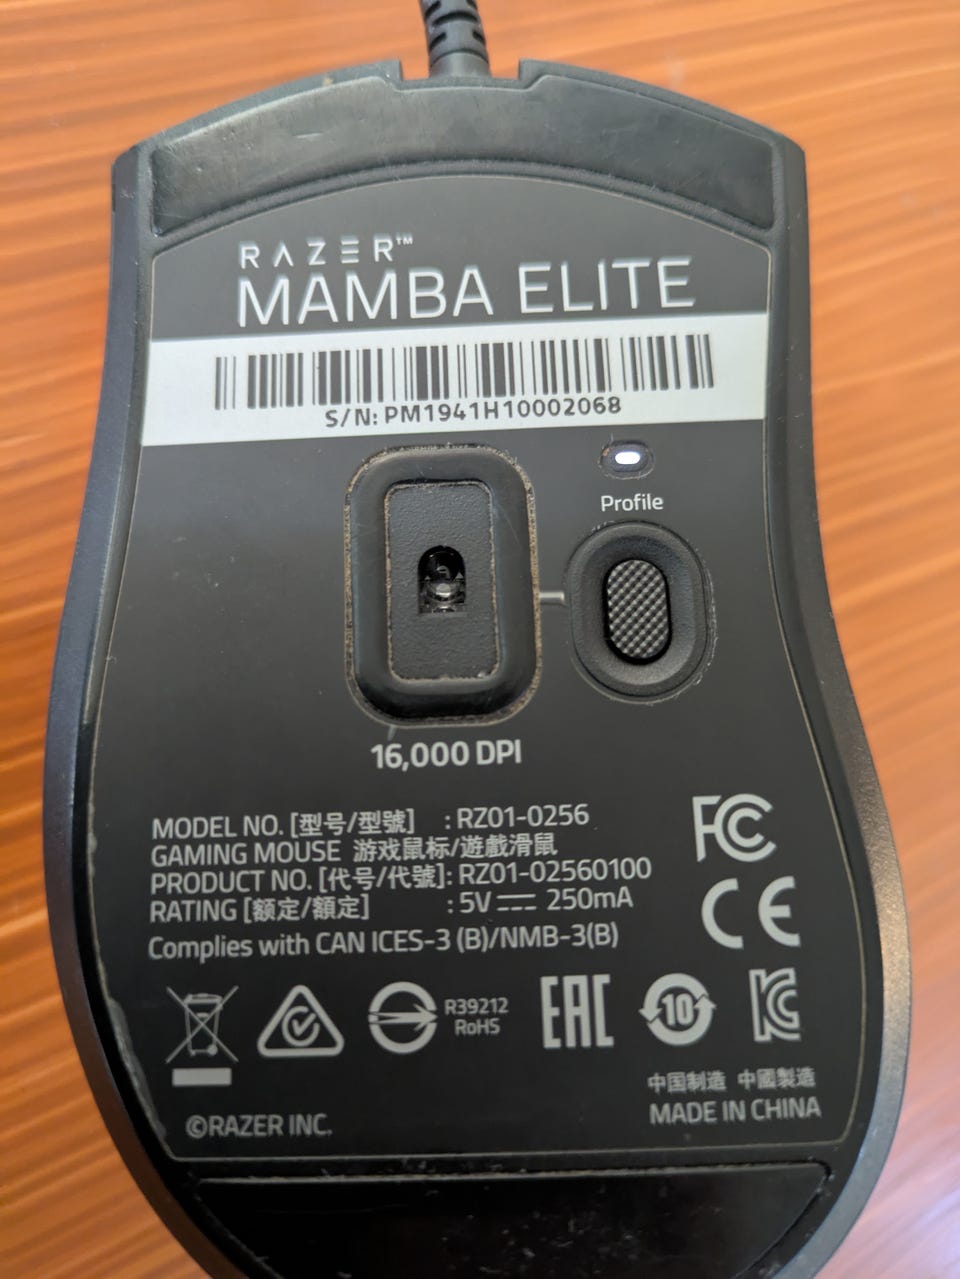 RAZER™
MAMBA ELITE
S/N: PM1941H10002068
Profile
16,000 DPI
MODEL NO. [型号/型號] : RZ01-0256
GAMING MOUSE 游戏鼠标/遊戲滑鼠
PRODUCT NO. [代号/代號]: RZ01-02560100
RATING [额定/額定] : 5V ⎓ 250mA
Complies with CAN ICES-3 (B)/NMB-3(B)
FC
CE
R39212
RoHS
EAC
10
KC
中国制造 中國製造
MADE IN CHINA
©RAZER INC.